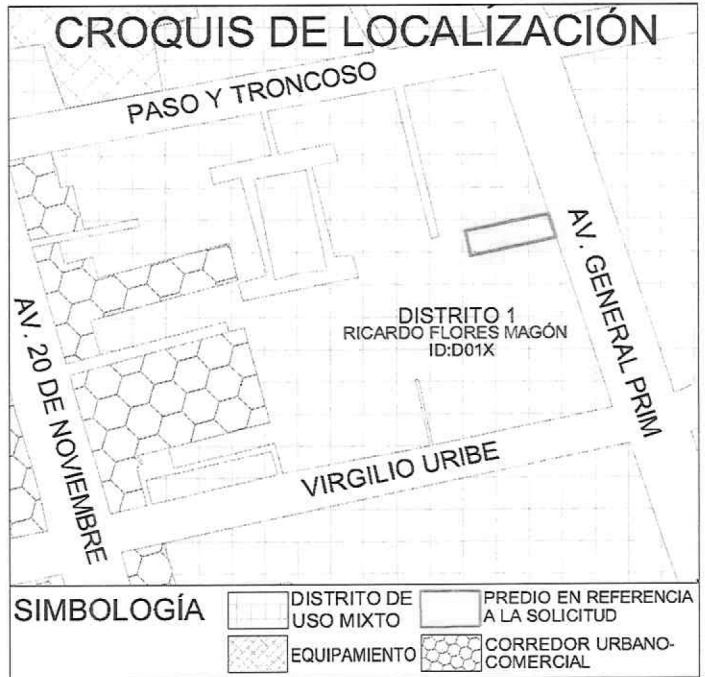 CROQUIS DE LOCALÍZACIÓN
PASO Y TRONCOSO
AV. GENERAL PRIM
DISTRITO 1
RICARDO FLORES MAGÓN
ID:D01X
AV. 20 DE NOVIEMBRE
VIRGILIO URIBE
SIMBOLOGÍA
DISTRITO DE
USO MIXTO
PREDIO EN REFERENCIA
A LA SOLICITUD
EQUIPAMIENTO
CORREDOR URBANO-
COMERCIAL